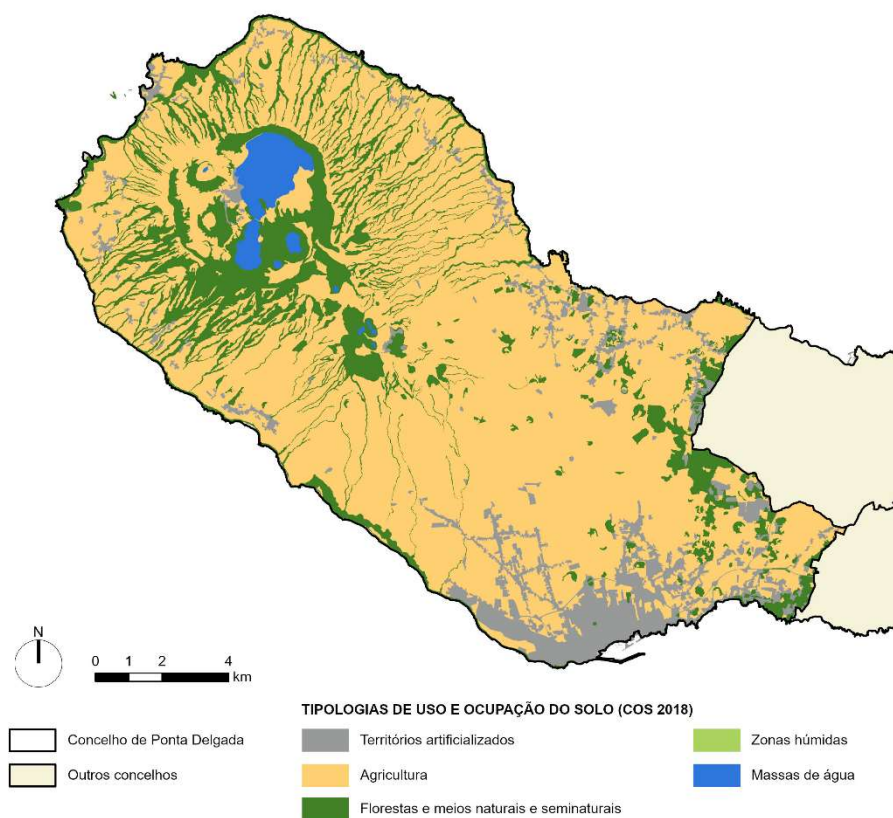 N
0 1 2 4
km
TIPOLOGIAS DE USO E OCUPAÇÃO DO SOLO (COS 2018)
Concelho de Ponta Delgada
Territórios artificializados
Zonas húmidas
Outros concelhos
Agricultura
Massas de água
Florestas e meios naturais e seminaturais